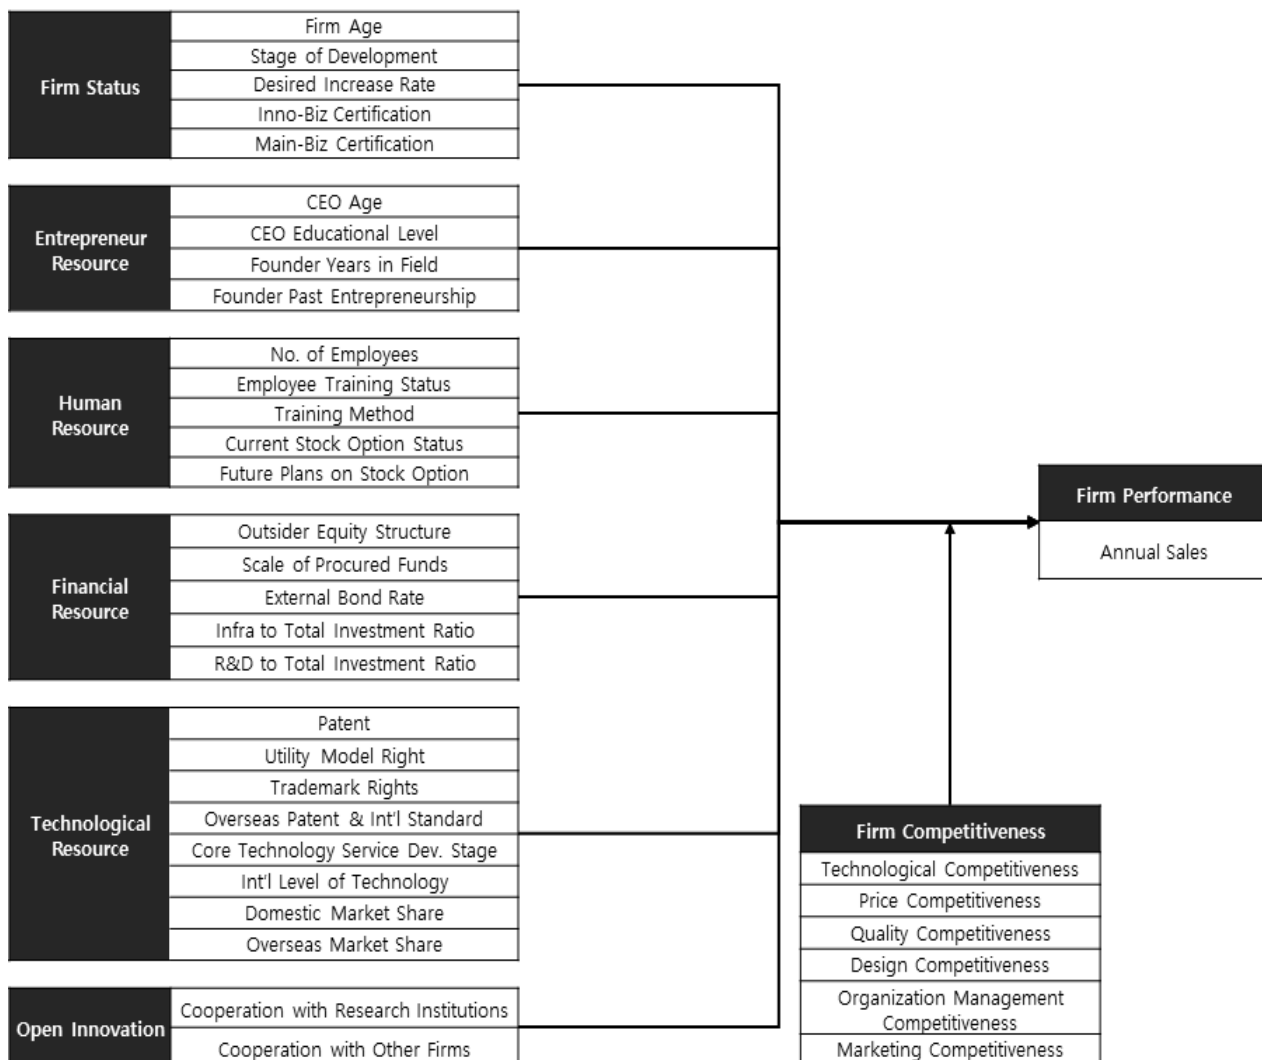 Firm Status
Firm Age
Stage of Development
Desired Increase Rate
Inno-Biz Certification
Main-Biz Certification
Entrepreneur
Resource
CEO Age
CEO Educational Level
Founder Years in Field
Founder Past Entrepreneurship
Human
Resource
No. of Employees
Employee Training Status
Training Method
Current Stock Option Status
Future Plans on Stock Option
Financial
Resource
Outsider Equity Structure
Scale of Procured Funds
External Bond Rate
Infra to Total Investment Ratio
R&D to Total Investment Ratio
Technological
Resource
Patent
Utility Model Right
Trademark Rights
Overseas Patent & Int'l Standard
Core Technology Service Dev. Stage
Int'l Level of Technology
Domestic Market Share
Overseas Market Share
Open Innovation
Cooperation with Research Institutions
Cooperation with Other Firms
Firm Performance
Annual Sales
Firm Competitiveness
Technological Competitiveness
Price Competitiveness
Quality Competitiveness
Design Competitiveness
Organization Management
Competitiveness
Marketing Competitiveness